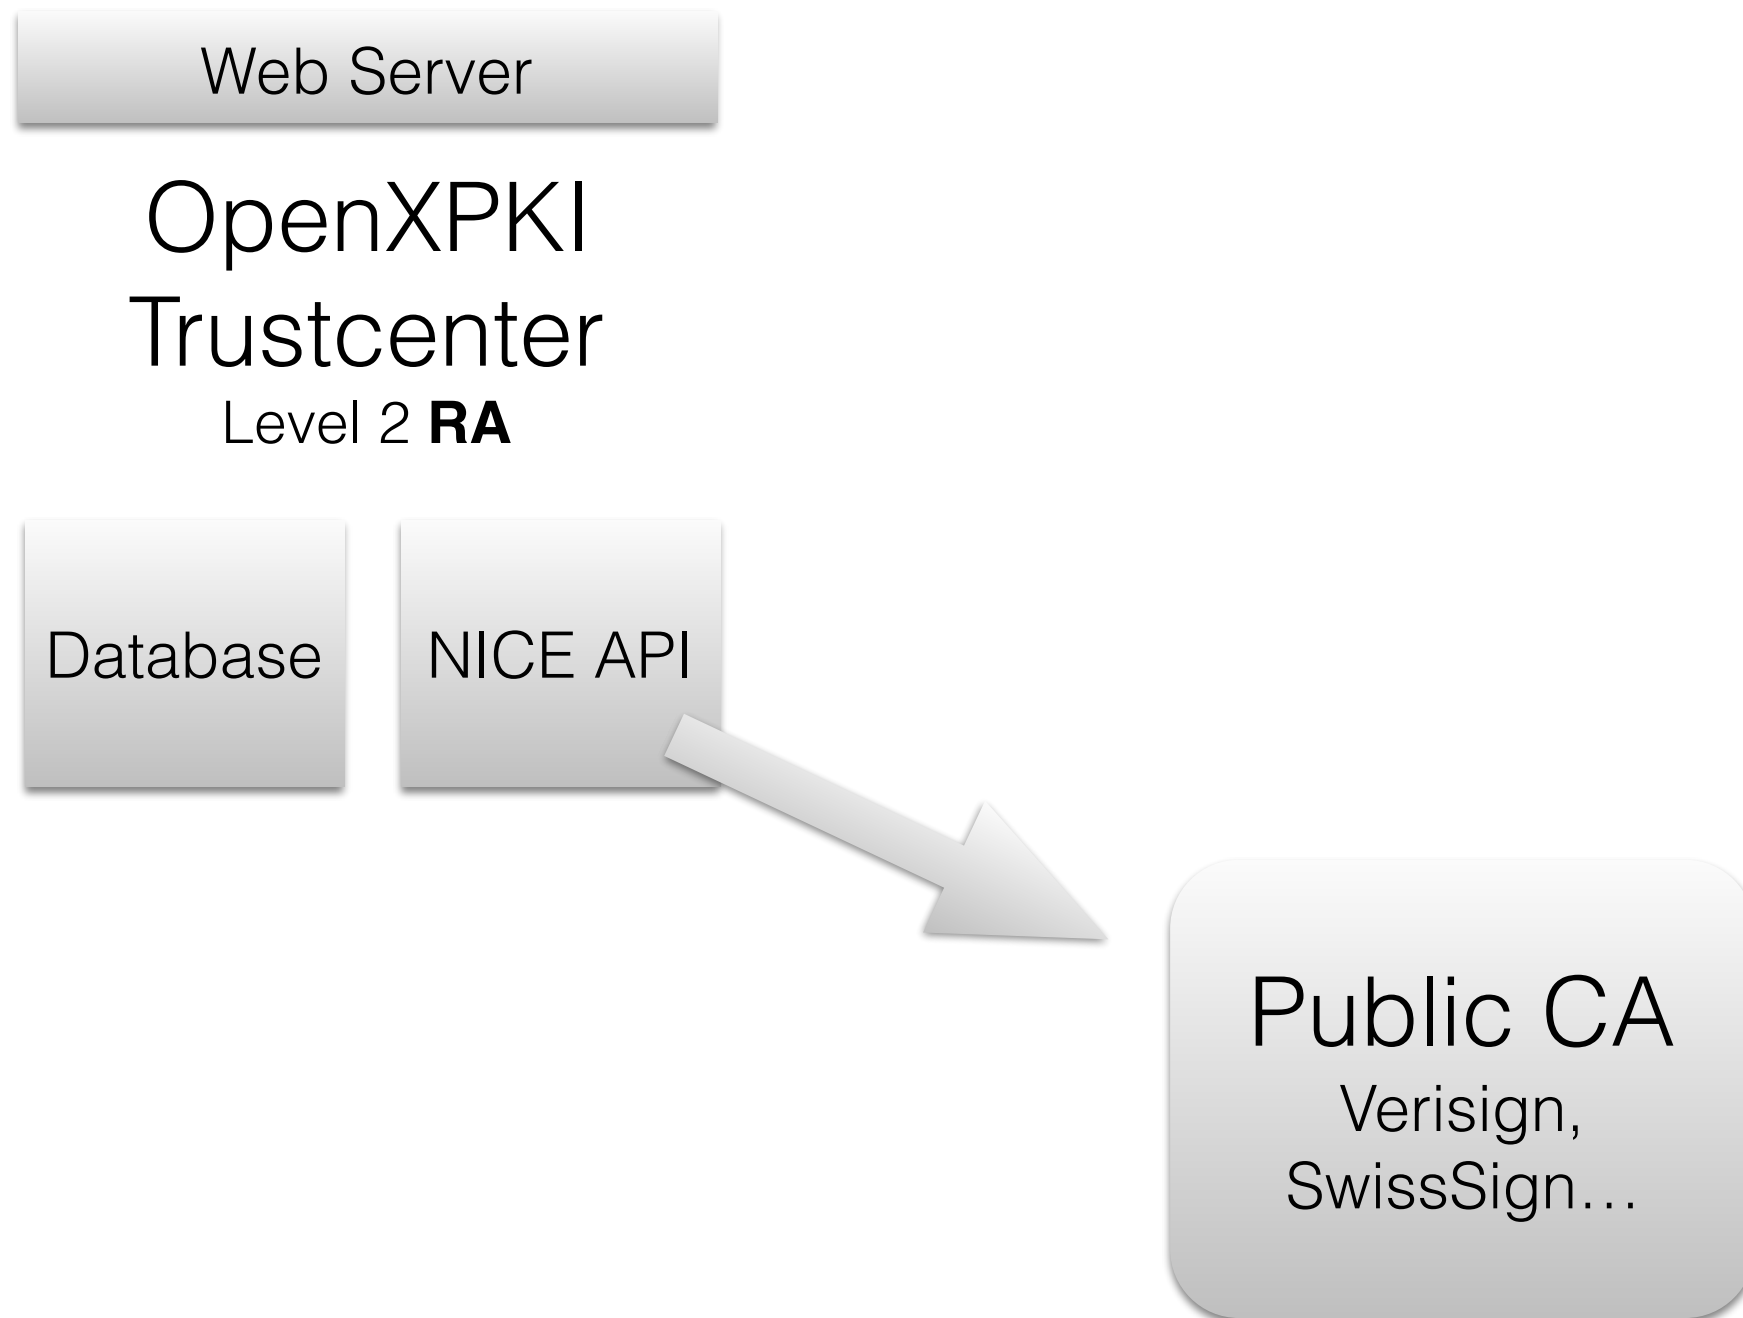 Web Server
OpenXPKI
Trustcenter
Level 2 RA
Database
NICE API
Public CA
Verisign,
SwissSign…